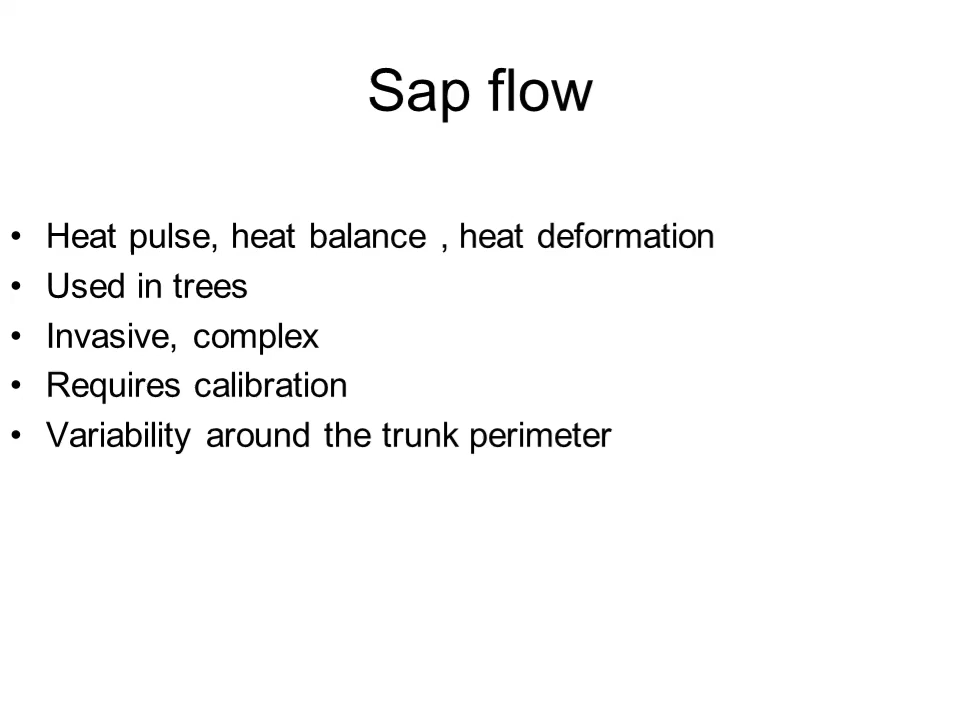 Sap flow
• Heat pulse, heat balance , heat deformation
• Used in trees
• Invasive, complex
• Requires calibration
• Variability around the trunk perimeter